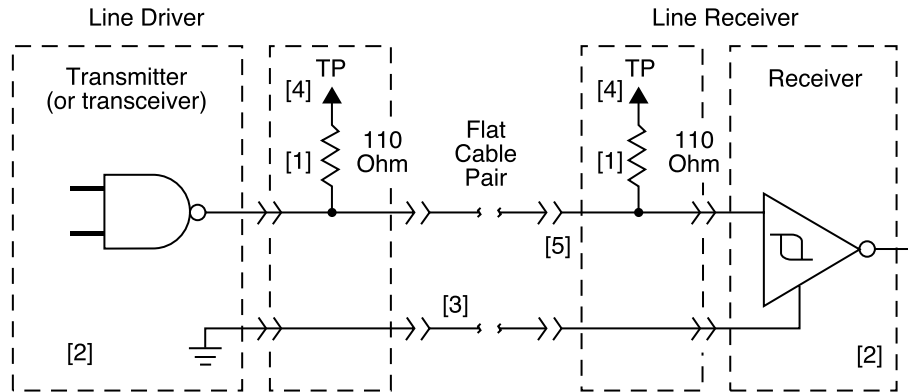 Line Driver
Line Receiver
Transmitter
(or transceiver)
TP
[4]
[1]
110
Ohm
Flat
Cable
Pair
TP
[4]
[1]
110
Ohm
Receiver
[5]
[3]
[2]
[2]